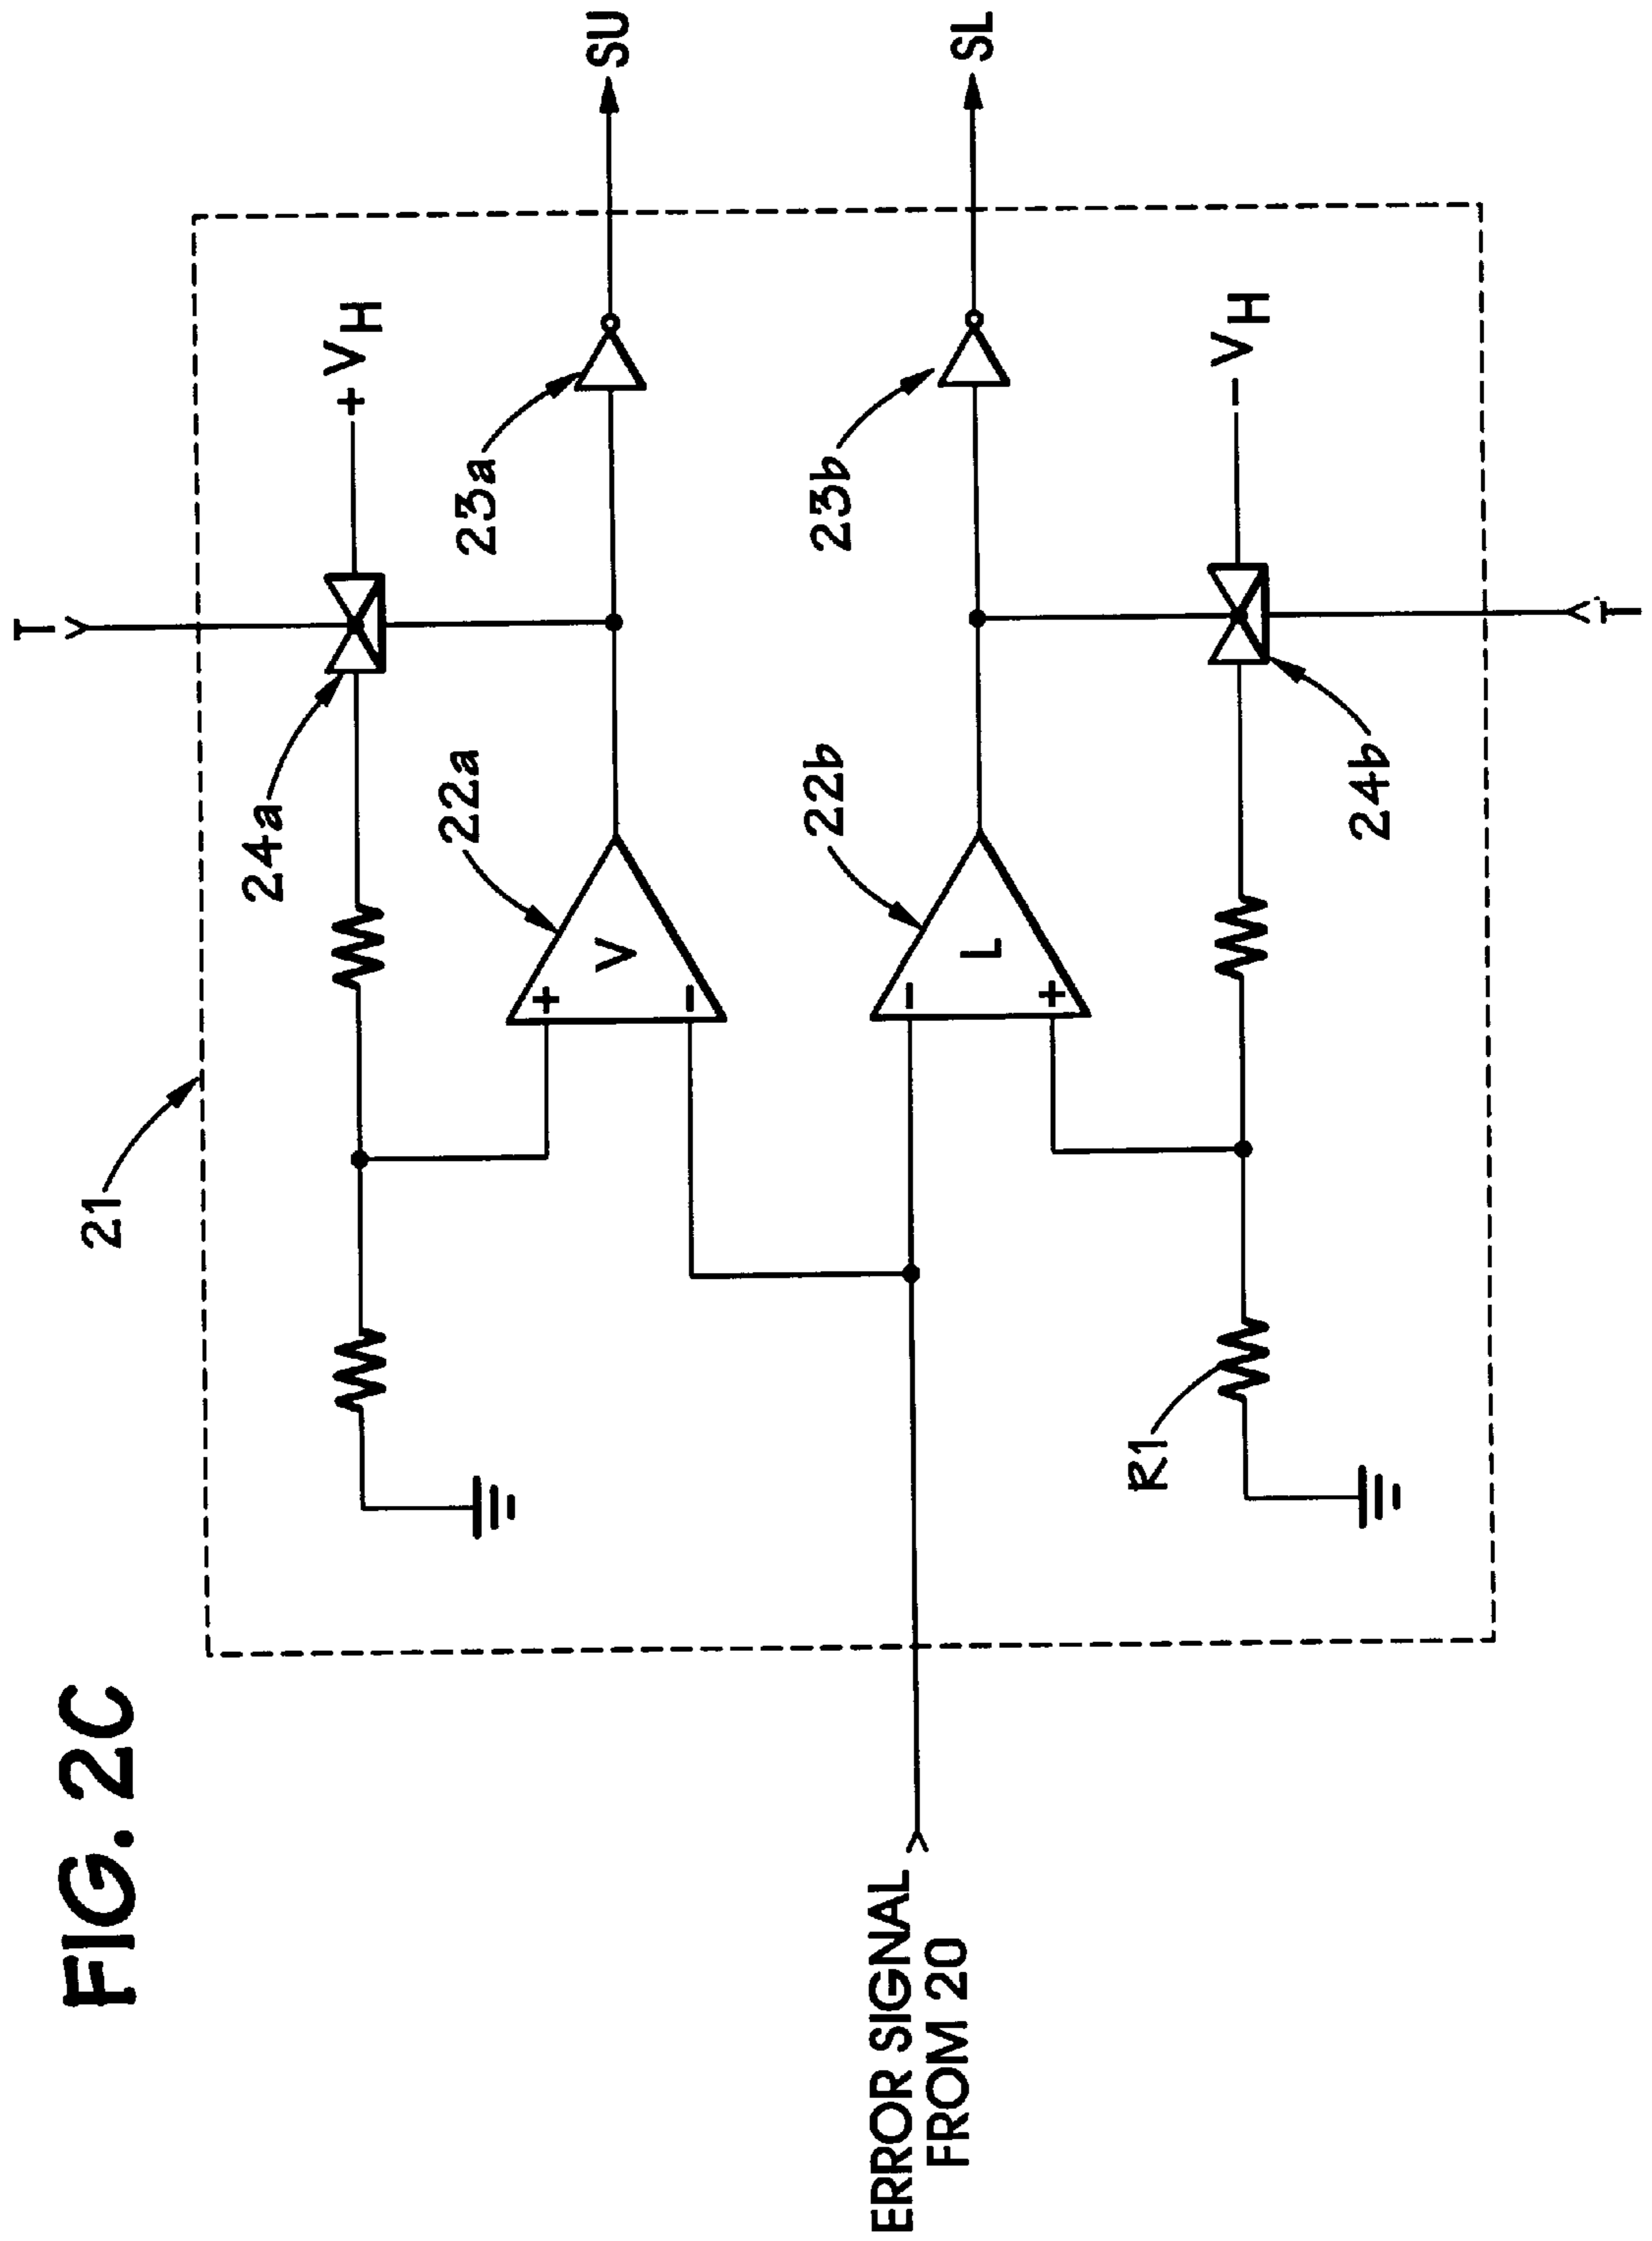 FIG. 2C
21
T
24a
+ VH
22a
23a
+
V
−
SU
ERROR SIGNAL
FROM 20
22b
23b
−
L
+
SL
R1
− VH
24b
T